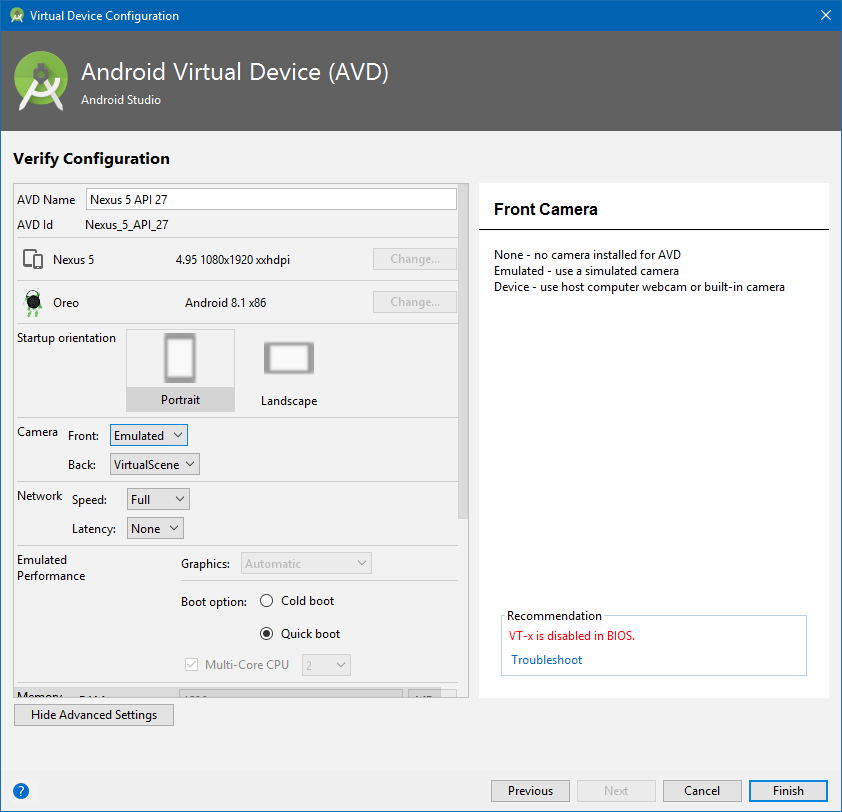 Virtual Device Configuration
Android Virtual Device (AVD)
Android Studio
Verify Configuration
AVD Name Nexus 5 API 27
AVD Id Nexus_5_API_27
Nexus 5 4.95 1080x1920 xxhdpi Change...
Oreo Android 8.1 x86 Change...
Startup orientation
Portrait
Landscape
Camera Front: Emulated
Back: VirtualScene
Network Speed: Full
Latency: None
Emulated
Performance
Graphics: Automatic
Boot option: Cold boot
Quick boot
Multi-Core CPU 2
Memory
Hide Advanced Settings
Front Camera
None - no camera installed for AVD
Emulated - use a simulated camera
Device - use host computer webcam or built-in camera
Recommendation
VT-x is disabled in BIOS.
Troubleshoot
?
Previous
Next
Cancel
Finish